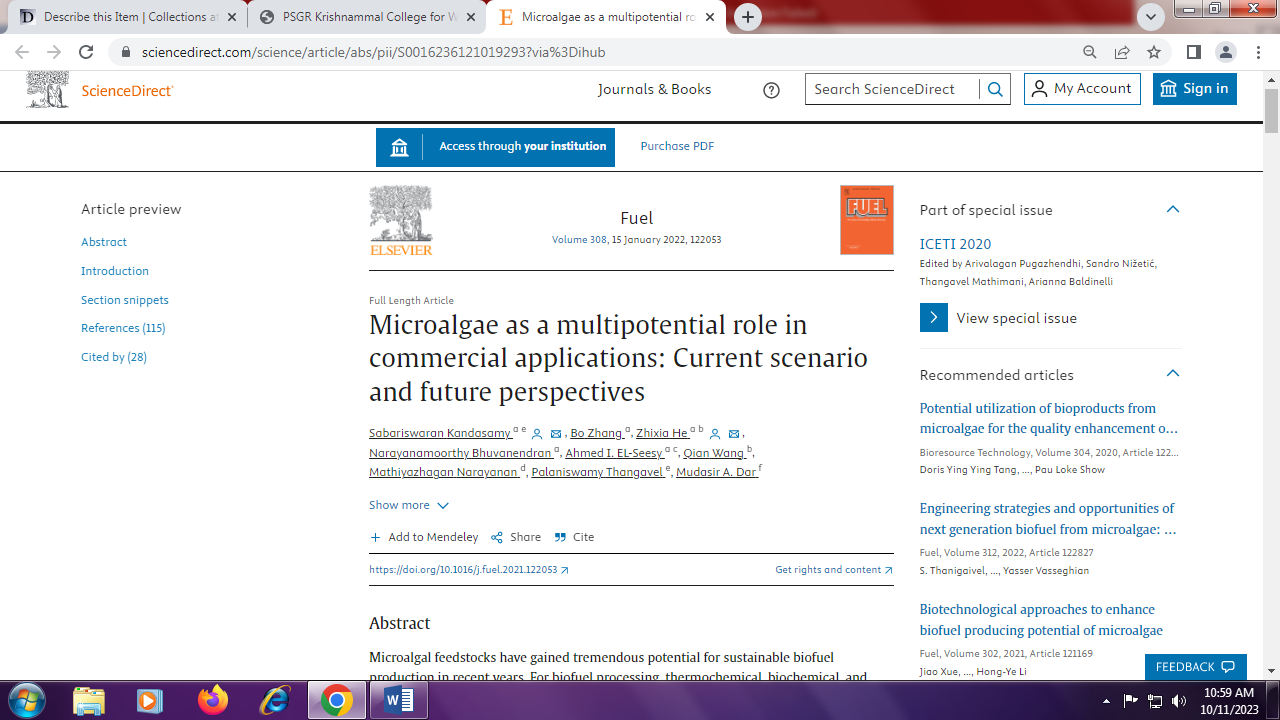 Describe this Item | Collections at
PSGR Krishnammal College for W
Microalgae as a multipotential ro
sciencedirect.com/science/article/abs/pii/S0016236121019293?via%3Dihub
ScienceDirect
Journals & Books
Search ScienceDirect
My Account
Sign in
Access through your institution
Purchase PDF
Article preview
Abstract
Introduction
Section snippets
References (115)
Cited by (28)
ELSEVIER
Fuel
Volume 308, 15 January 2022, 122053
FUEL
Full Length Article
Microalgae as a multipotential role in
commercial applications: Current scenario
and future perspectives
Sabariswaran Kandasamy a e, Bo Zhang a, Zhixia He a b,
Narayanamoorthy Bhuvanendran a, Ahmed I. EL-Seesy a c, Qian Wang b,
Mathiyazhagan Narayanan d, Palaniswamy Thangavel e, Mudasir A. Dar f
Show more
Add to Mendeley
Share
Cite
https://doi.org/10.1016/j.fuel.2021.122053
Get rights and content
Abstract
Microalgal feedstocks have gained tremendous potential for sustainable biofuel
production in recent years. For biofuel processing, thermochemical, biochemical, and
Part of special issue
ICETI 2020
Edited by Arivalagan Pugazhendhi, Sandro Nižetić,
Thangavel Mathimani, Arianna Baldinelli
View special issue
Recommended articles
Potential utilization of bioproducts from
microalgae for the quality enhancement o...
Bioresource Technology, Volume 304, 2020, Article 122...
Doris Ying Ying Tang, ..., Pau Loke Show
Engineering strategies and opportunities of
next generation biofuel from microalgae: ...
Fuel, Volume 312, 2022, Article 122827
S. Thanigaivel, ..., Yasser Vasseghian
Biotechnological approaches to enhance
biofuel producing potential of microalgae
Fuel, Volume 302, 2021, Article 121169
Jiao Xue, ..., Hong-Ye Li
FEEDBACK
10:59 AM
10/11/2023